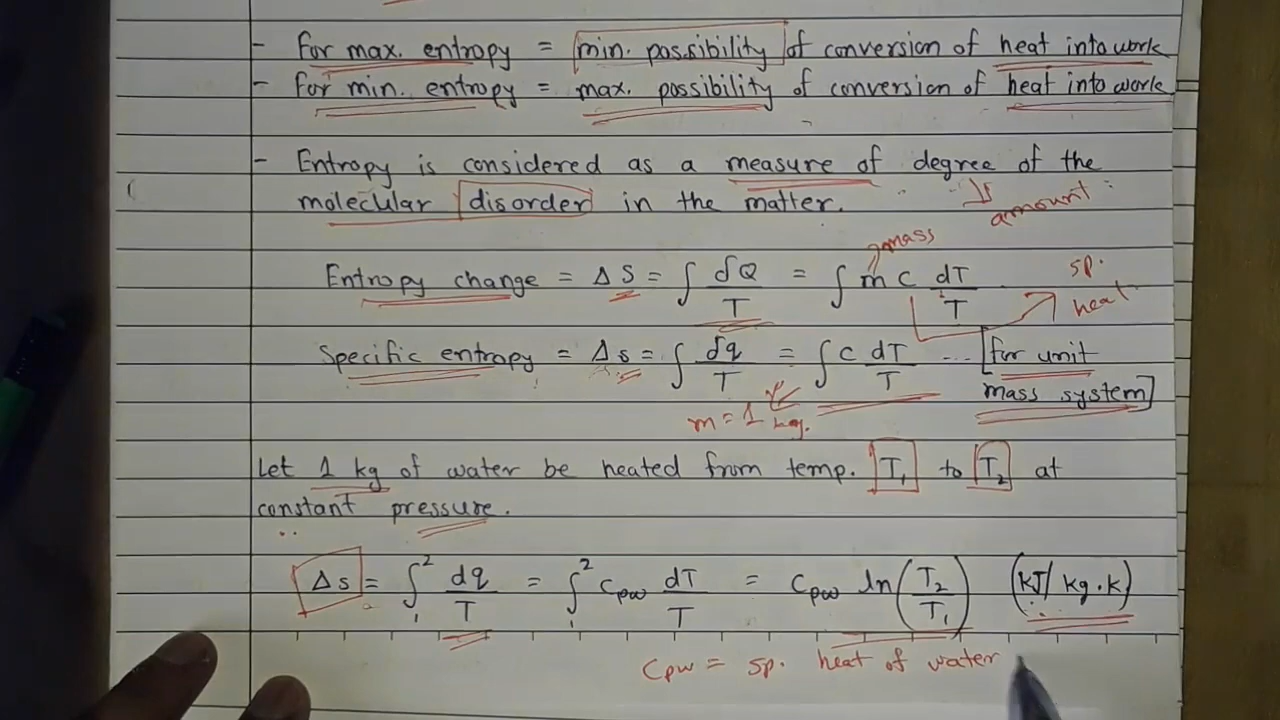 - For max. entropy = min. possibility of conversion of heat into work
- For min. entropy = max. possibility of conversion of heat into work
- Entropy is considered as a measure of degree of the
molecular disorder in the matter.
amount
mass
Entropy change = ΔS = ∫ δQ/T = ∫ m c dT/T
sp. heat
Specific entropy = Δs = ∫ δq/T = ∫ c dT/T ... [for unit
mass system]
m = 1 kg.
Let 1 kg of water be heated from temp. T₁ to T₂ at
constant pressure.
Δs = ∫₁² dq/T = ∫₁² Cpw dT/T = Cpw ln(T₂/T₁) (kJ/kg.K)
Cpw = sp. heat of water